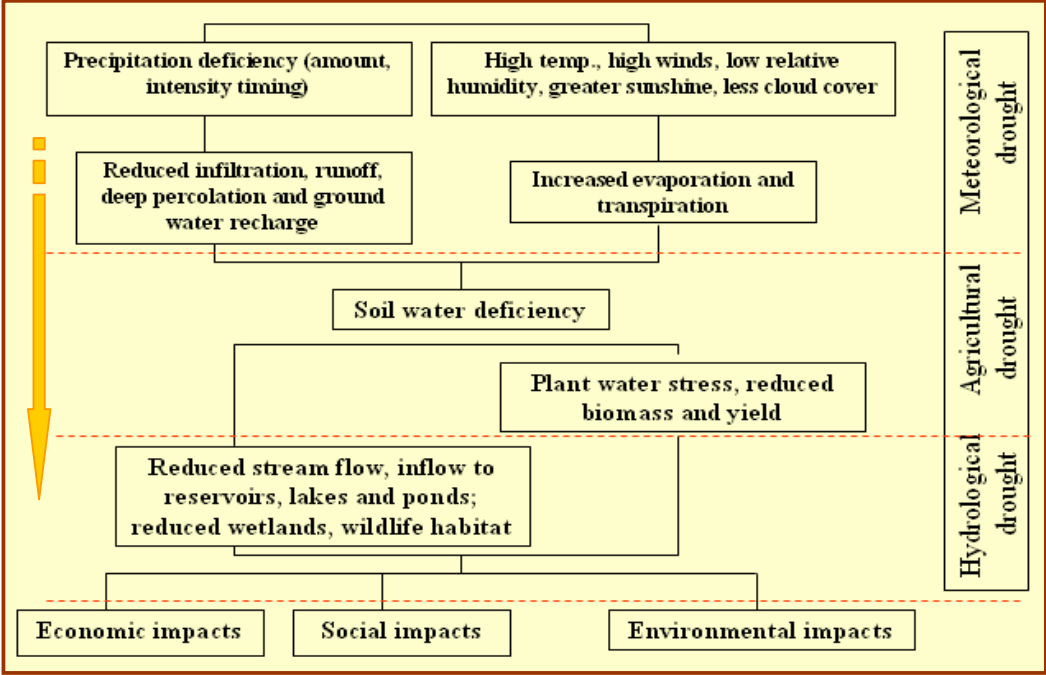 Precipitation deficiency (amount,
intensity timing)
High temp., high winds, low relative
humidity, greater sunshine, less cloud cover
Meteorological
drought
Reduced infiltration, runoff,
deep percolation and ground
water recharge
Increased evaporation and
transpiration
Soil water deficiency
Agricultural
drought
Plant water stress, reduced
biomass and yield
Reduced stream flow, inflow to
reservoirs, lakes and ponds;
reduced wetlands, wildlife habitat
Hydrological
drought
Economic impacts
Social impacts
Environmental impacts